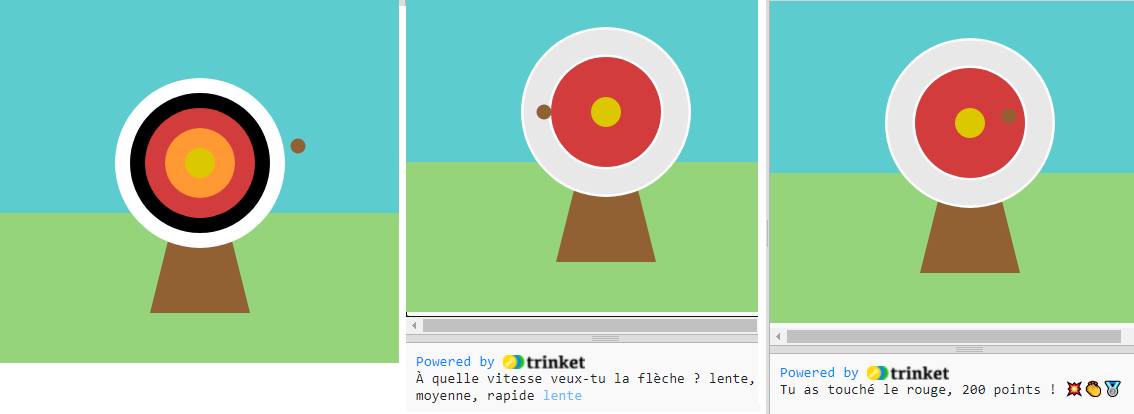 Powered by trinket
À quelle vitesse veux-tu la flèche ? lente,
moyenne, rapide lente
Powered by trinket
Tu as touché le rouge, 200 points ! 💥👏🥈